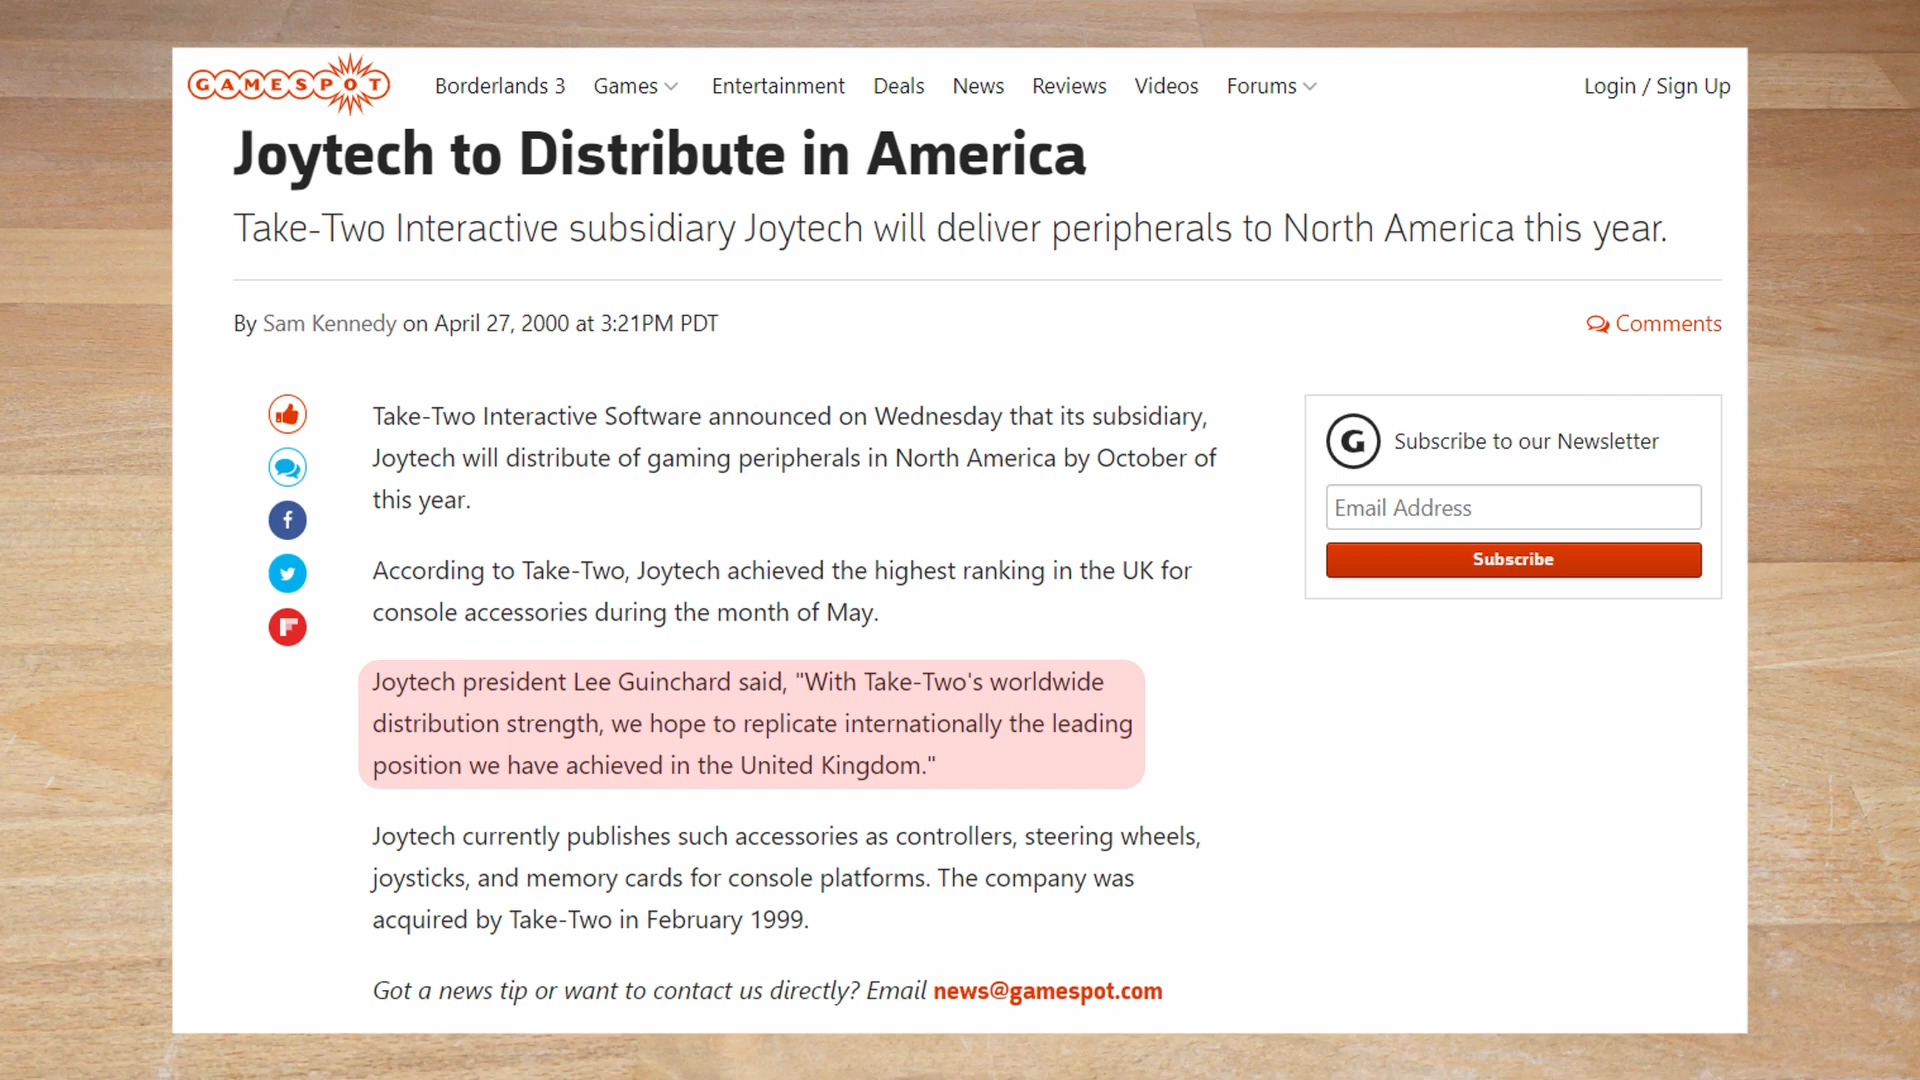 GAMESPOT Borderlands 3 Games Entertainment Deals News Reviews Videos Forums Login / Sign Up
Joytech to Distribute in America
Take-Two Interactive subsidiary Joytech will deliver peripherals to North America this year.
By Sam Kennedy on April 27, 2000 at 3:21PM PDT
Comments
Take-Two Interactive Software announced on Wednesday that its subsidiary,
Joytech will distribute of gaming peripherals in North America by October of
this year.
According to Take-Two, Joytech achieved the highest ranking in the UK for
console accessories during the month of May.
Joytech president Lee Guinchard said, "With Take-Two's worldwide
distribution strength, we hope to replicate internationally the leading
position we have achieved in the United Kingdom."
Joytech currently publishes such accessories as controllers, steering wheels,
joysticks, and memory cards for console platforms. The company was
acquired by Take-Two in February 1999.
Got a news tip or want to contact us directly? Email news@gamespot.com
G Subscribe to our Newsletter
Email Address
Subscribe